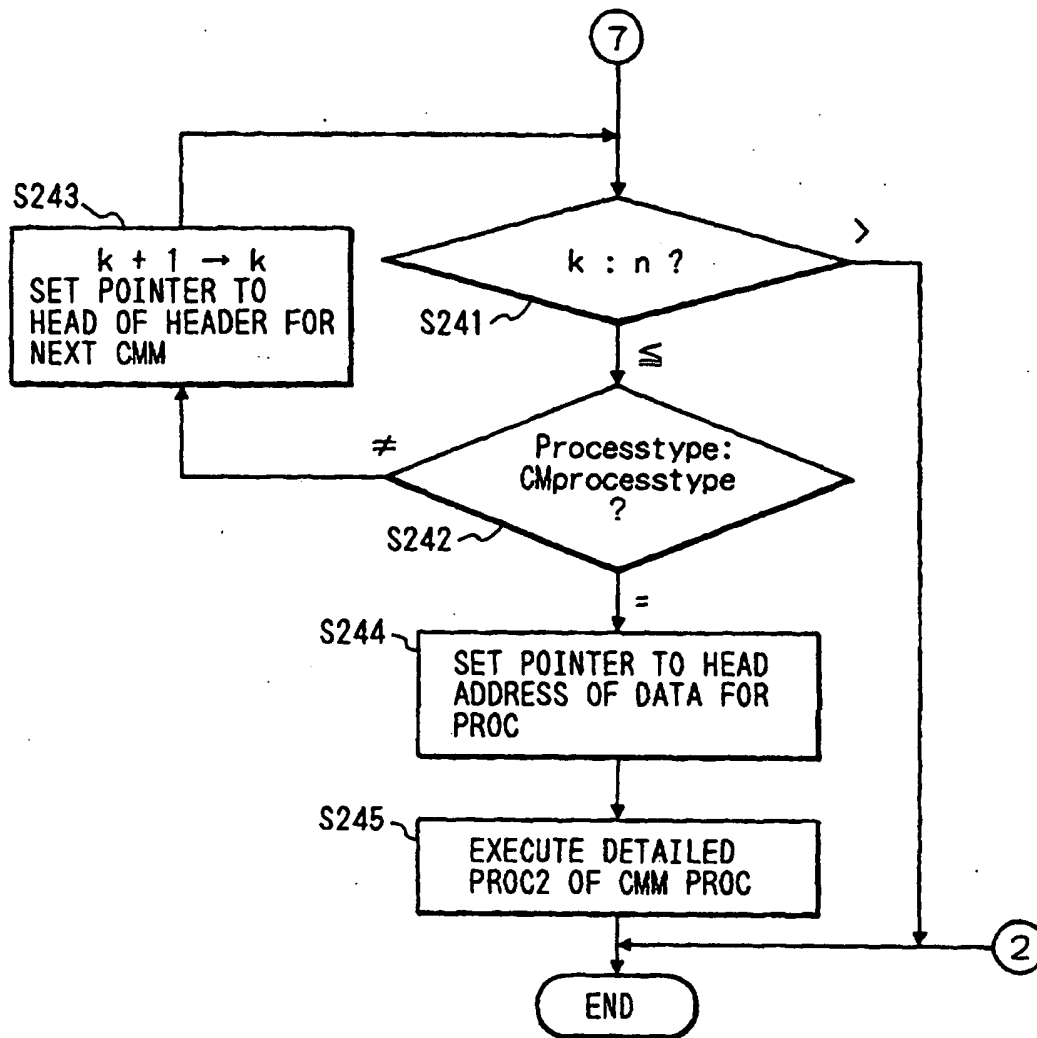 7
S243
k + 1 → k
SET POINTER TO
HEAD OF HEADER FOR
NEXT CMM
>
k : n ?
S241
≦
≠
Processtype:
CMprocesstype
?
S242
=
S244
SET POINTER TO HEAD
ADDRESS OF DATA FOR
PROC
S245
EXECUTE DETAILED
PROC2 OF CMM PROC
2
END